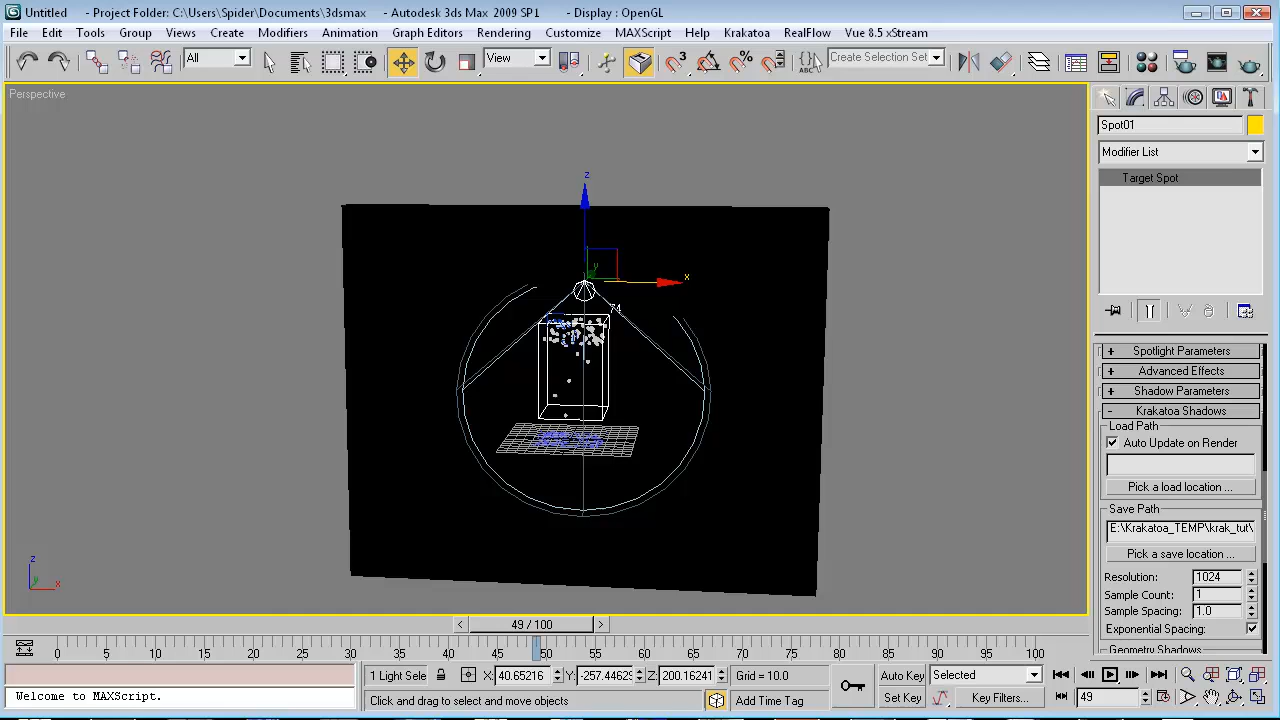 Untitled - Project Folder: C:\Users\Spider\Documents\3dsmax - Autodesk 3ds Max 2009 SP1 - Display : OpenGL
File Edit Tools Group Views Create Modifiers Animation Graph Editors Rendering Customize MAXScript Help Krakatoa RealFlow Vue 8.5 xStream
All View Create Selection Set
Perspective
Spot01
Modifier List
Target Spot
z
y
x
74
+ Spotlight Parameters
+ Advanced Effects
+ Shadow Parameters
- Krakatoa Shadows
Load Path
Auto Update on Render
Pick a load location ...
Save Path
E:\Krakatoa_TEMP\krak_tut\
Pick a save location ...
Resolution: 1024
Sample Count: 1
Sample Spacing: 1.0
Exponential Spacing:
Geometry Shadows
z
y
x
< 49 / 100 >
0 5 10 15 20 25 30 35 40 45 50 55 60 65 70 75 80 85 90 95 100
1 Light Sele X: 40.65216 Y: -257.44629 Z: 200.16241 Grid = 10.0 Auto Key Selected
Welcome to MAXScript. Click and drag to select and move objects Add Time Tag Set Key Key Filters... 49